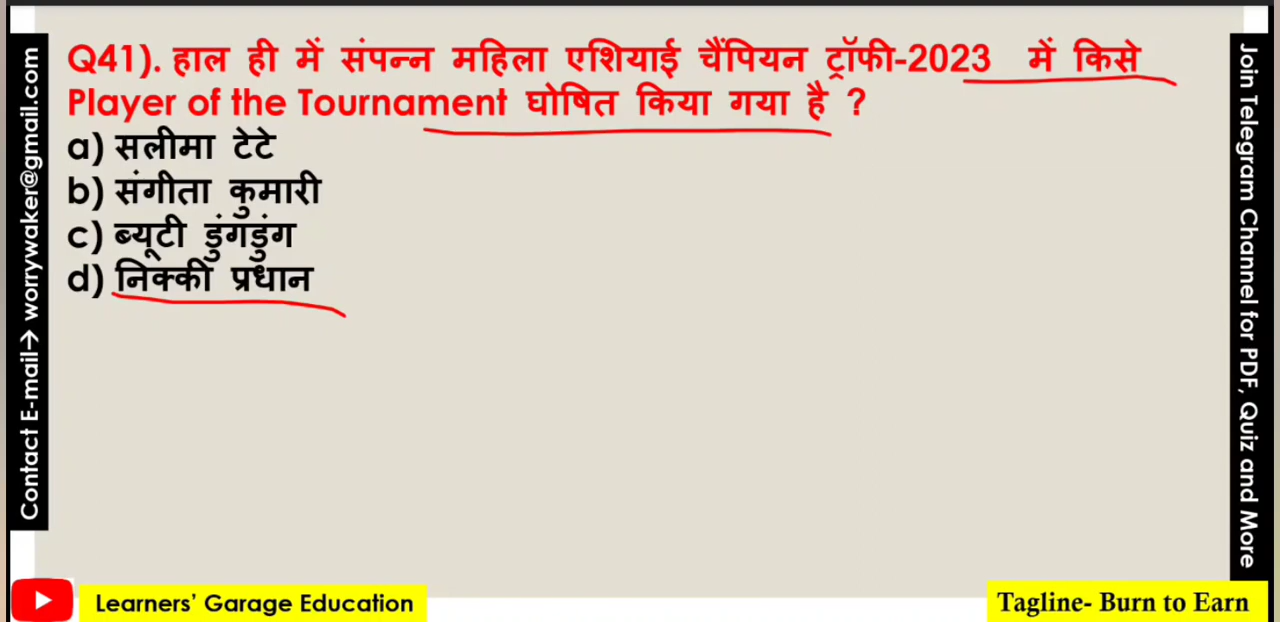 Q41). हाल ही में संपन्न महिला एशियाई चैंपियन ट्रॉफी-2023 में किसे
Player of the Tournament घोषित किया गया है ?
a) सलीमा टेटे
b) संगीता कुमारी
c) ब्यूटी डुंगडुंग
d) निक्की प्रधान
Contact E-mail→ worrywaker@gmail.com
Join Telegram Channel for PDF, Quiz and More
Learners’ Garage Education
Tagline- Burn to Earn